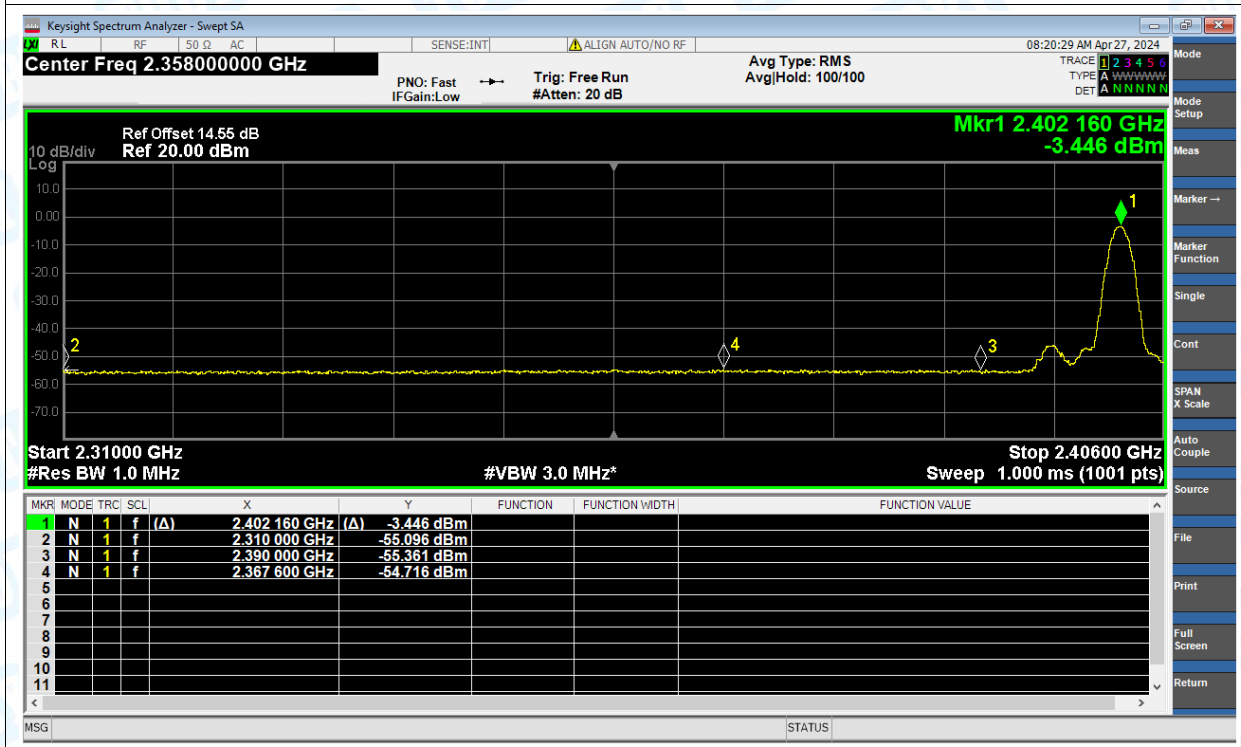 Keysight Spectrum Analyzer - Swept SA
LXI RL RF 50 Ω AC SENSE:INT ALIGN AUTO/NO RF 08:20:29 AM Apr 27, 2024
Center Freq 2.358000000 GHz
PNO: Fast
IFGain:Low
Trig: Free Run
#Atten: 20 dB
Avg Type: RMS
Avg|Hold: 100/100
TRACE 1 2 3 4 5 6
TYPE A WWWWW
DET A N N N N N
Ref Offset 14.55 dB
10 dB/div Ref 20.00 dBm
Log
Mkr1 2.402 160 GHz
-3.446 dBm
10.0
0.00
-10.0
-20.0
-30.0
-40.0
-50.0
-60.0
-70.0
1
2
4
3
Start 2.31000 GHz Stop 2.40600 GHz
#Res BW 1.0 MHz #VBW 3.0 MHz* Sweep 1.000 ms (1001 pts)
MKR MODE TRC SCL X Y FUNCTION FUNCTION WIDTH FUNCTION VALUE
1 N 1 f (Δ) 2.402 160 GHz (Δ) -3.446 dBm
2 N 1 f 2.310 000 GHz -55.096 dBm
3 N 1 f 2.390 000 GHz -55.361 dBm
4 N 1 f 2.367 600 GHz -54.716 dBm
5
6
7
8
9
10
11
MSG STATUS
Mode
Mode Setup
Meas
Marker →
Marker Function
Single
Cont
SPAN X Scale
Auto Couple
Source
File
Print
Full Screen
Return